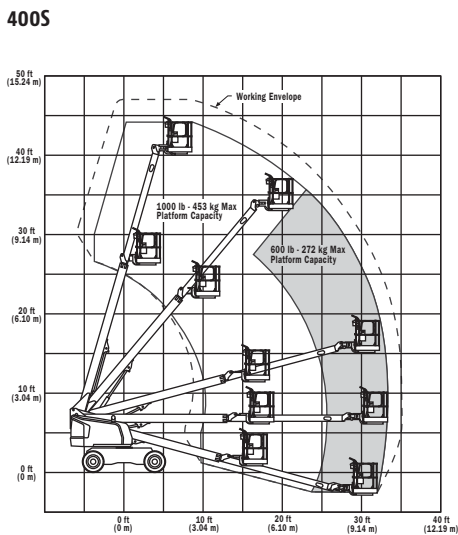 400S
50 ft
(15.24 m)
Working Envelope
40 ft
(12.19 m)
1000 lb - 453 kg Max
Platform Capacity
30 ft
(9.14 m)
600 lb - 272 kg Max
Platform Capacity
20 ft
(6.10 m)
10 ft
(3.04 m)
0 ft
(0 m)
0 ft
(0 m)
10 ft
(3.04 m)
20 ft
(6.10 m)
30 ft
(9.14 m)
40 ft
(12.19 m)